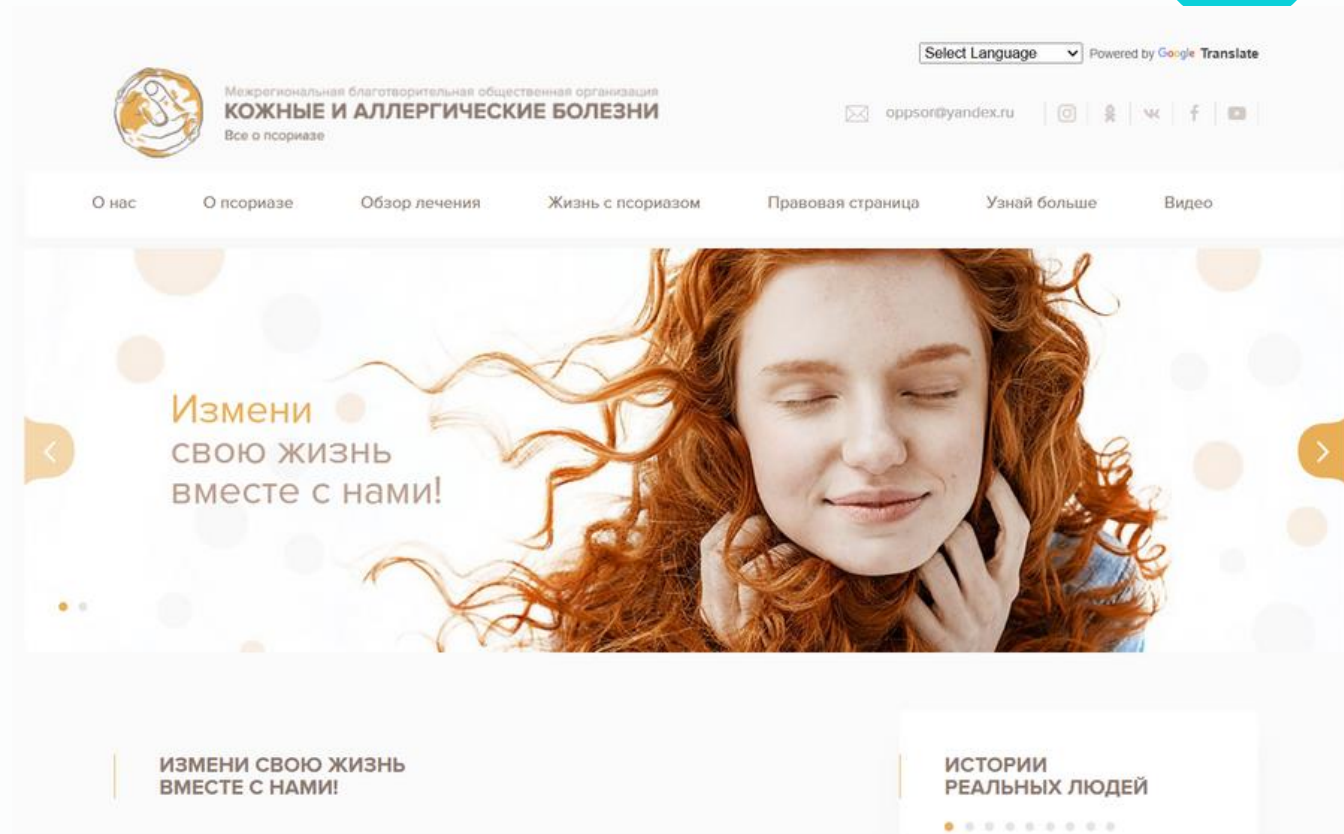 Select Language
Powered by Google Translate
Межрегиональная благотворительная общественная организация
КОЖНЫЕ И АЛЛЕРГИЧЕСКИЕ БОЛЕЗНИ
Все о псориазе
oppsor@yandex.ru
О нас О псориазе Обзор лечения Жизнь с псориазом Правовая страница Узнай больше Видео
Измени
свою жизнь
вместе с нами!
ИЗМЕНИ СВОЮ ЖИЗНЬ
ВМЕСТЕ С НАМИ!
ИСТОРИИ
РЕАЛЬНЫХ ЛЮДЕЙ